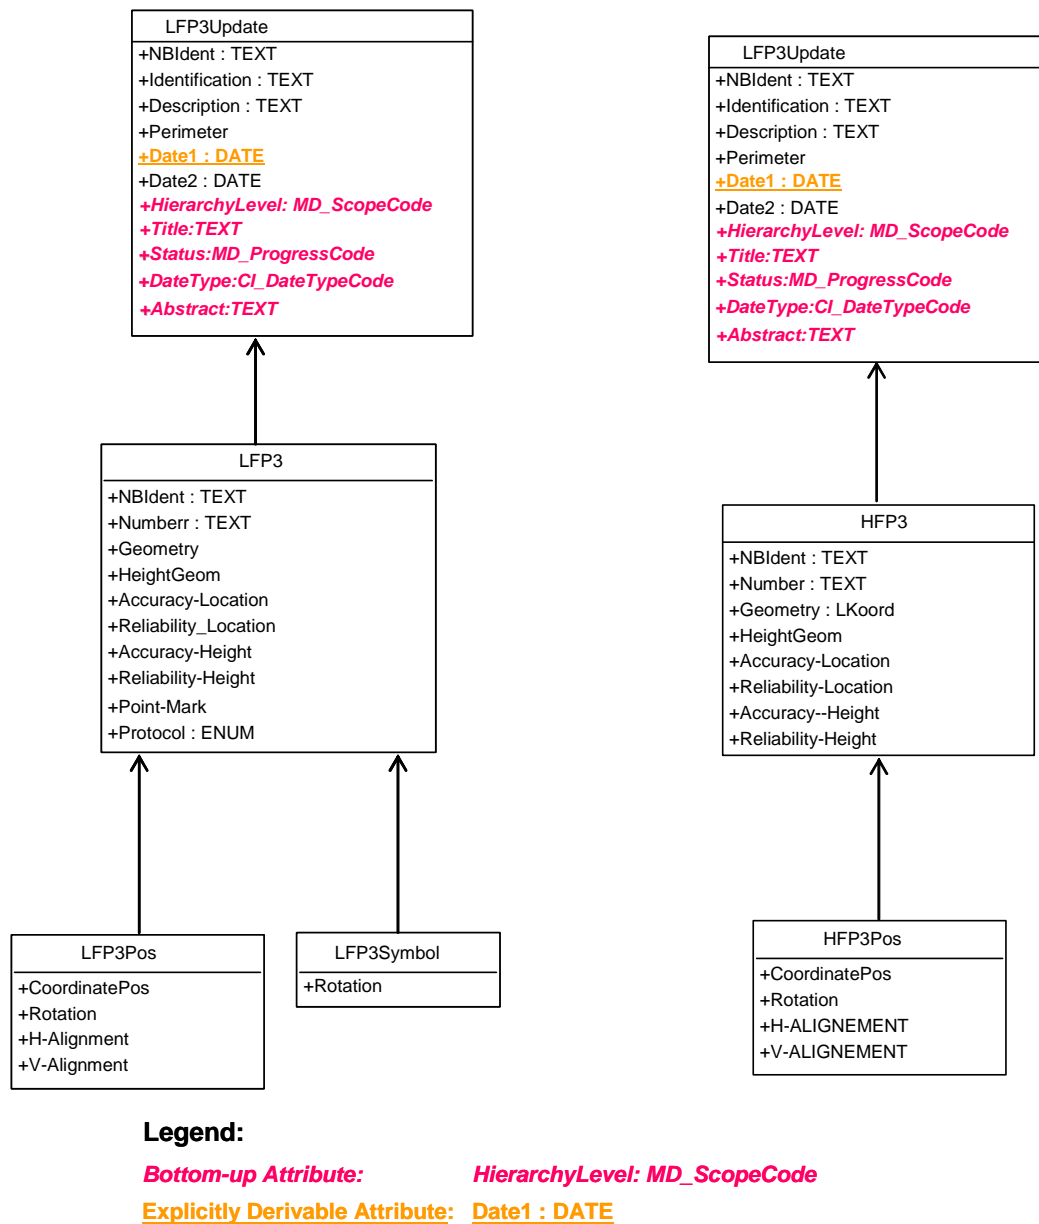 LFP3Update
+NBIdent : TEXT
+Identification : TEXT
+Description : TEXT
+Perimeter
+Date1 : DATE
+Date2 : DATE
+HierarchyLevel: MD_ScopeCode
+Title:TEXT
+Status:MD_ProgressCode
+DateType:CI_DateTypeCode
+Abstract:TEXT
LFP3
+NBIdent : TEXT
+Numberr : TEXT
+Geometry
+HeightGeom
+Accuracy-Location
+Reliability_Location
+Accuracy-Height
+Reliability-Height
+Point-Mark
+Protocol : ENUM
LFP3Pos
+CoordinatePos
+Rotation
+H-Alignment
+V-Alignment
LFP3Symbol
+Rotation
LFP3Update
+NBIdent : TEXT
+Identification : TEXT
+Description : TEXT
+Perimeter
+Date1 : DATE
+Date2 : DATE
+HierarchyLevel: MD_ScopeCode
+Title:TEXT
+Status:MD_ProgressCode
+DateType:CI_DateTypeCode
+Abstract:TEXT
HFP3
+NBIdent : TEXT
+Number : TEXT
+Geometry : LKoord
+HeightGeom
+Accuracy-Location
+Reliability-Location
+Accuracy--Height
+Reliability-Height
HFP3Pos
+CoordinatePos
+Rotation
+H-ALIGNEMENT
+V-ALIGNEMENT
Legend:
Bottom-up Attribute: HierarchyLevel: MD_ScopeCode
Explicitly Derivable Attribute: Date1 : DATE